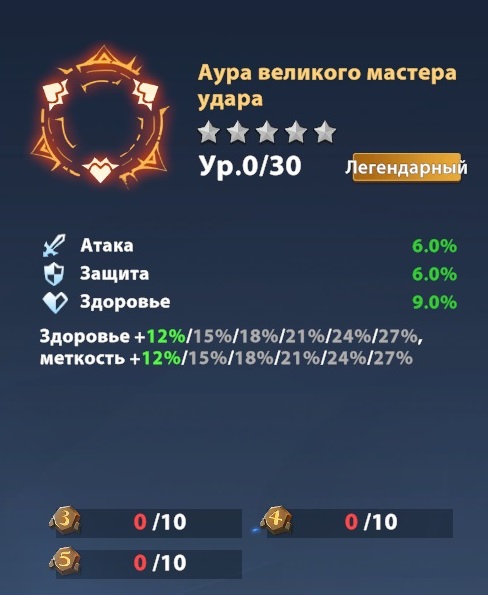 Аура великого мастера
удара
Ур.0/30
Легендарный
Атака 6.0%
Защита 6.0%
Здоровье 9.0%
Здоровье +12%/15%/18%/21%/24%/27%,
меткость +12%/15%/18%/21%/24%/27%
3 0 /10 4 0 /10
5 0 /10